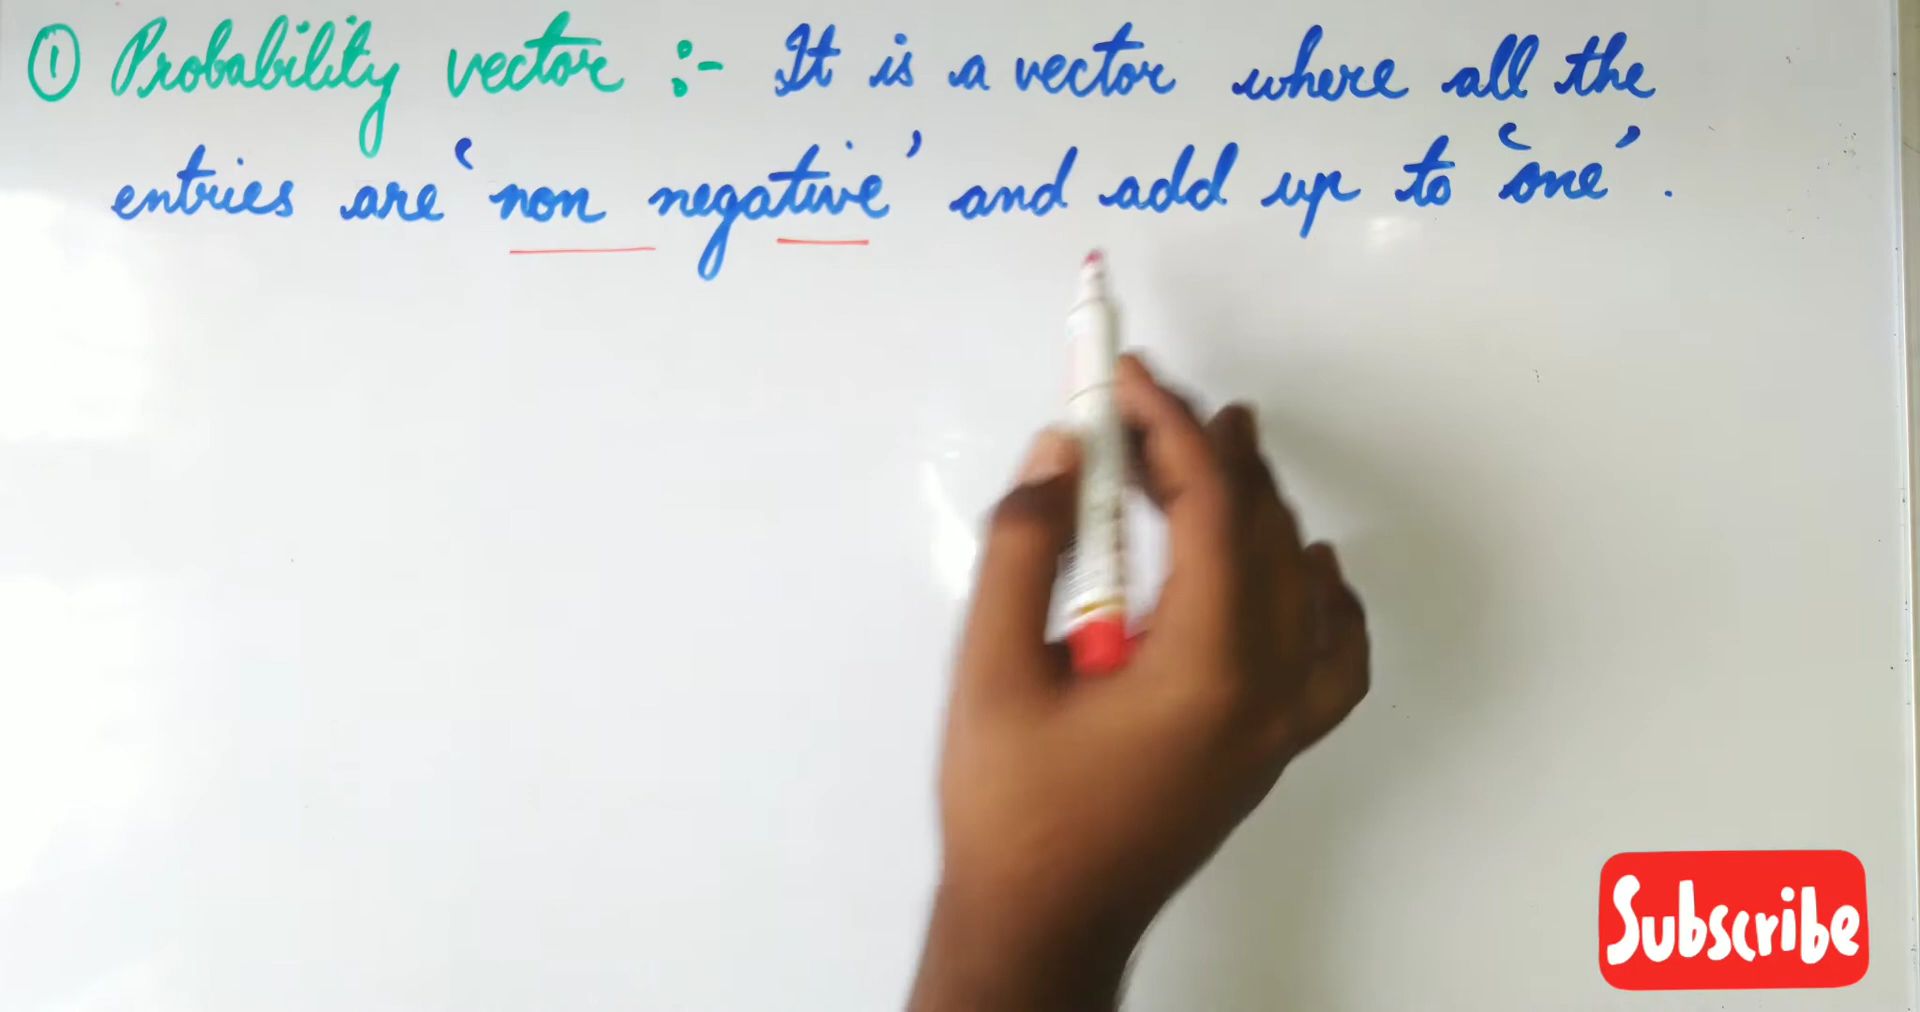 ① Probability vector :- It is a vector where all the
entries are 'non negative' and add up to 'one'.
Subscribe